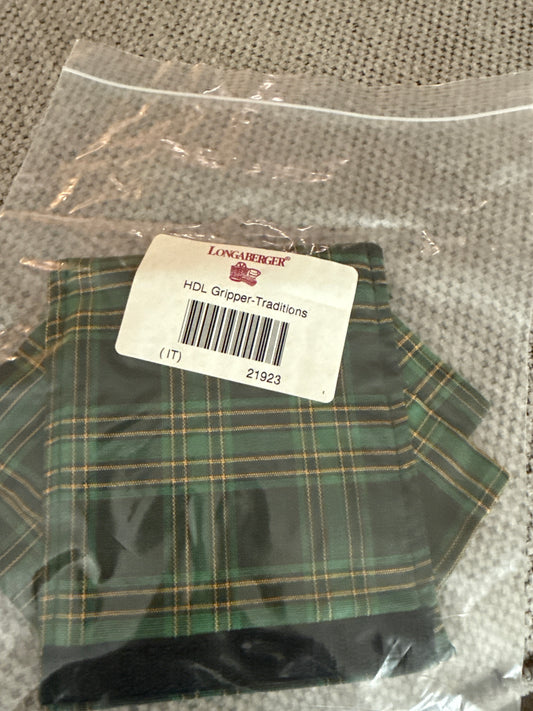 LONGABERGER®
HDL Gripper-Traditions
(IT) 21923